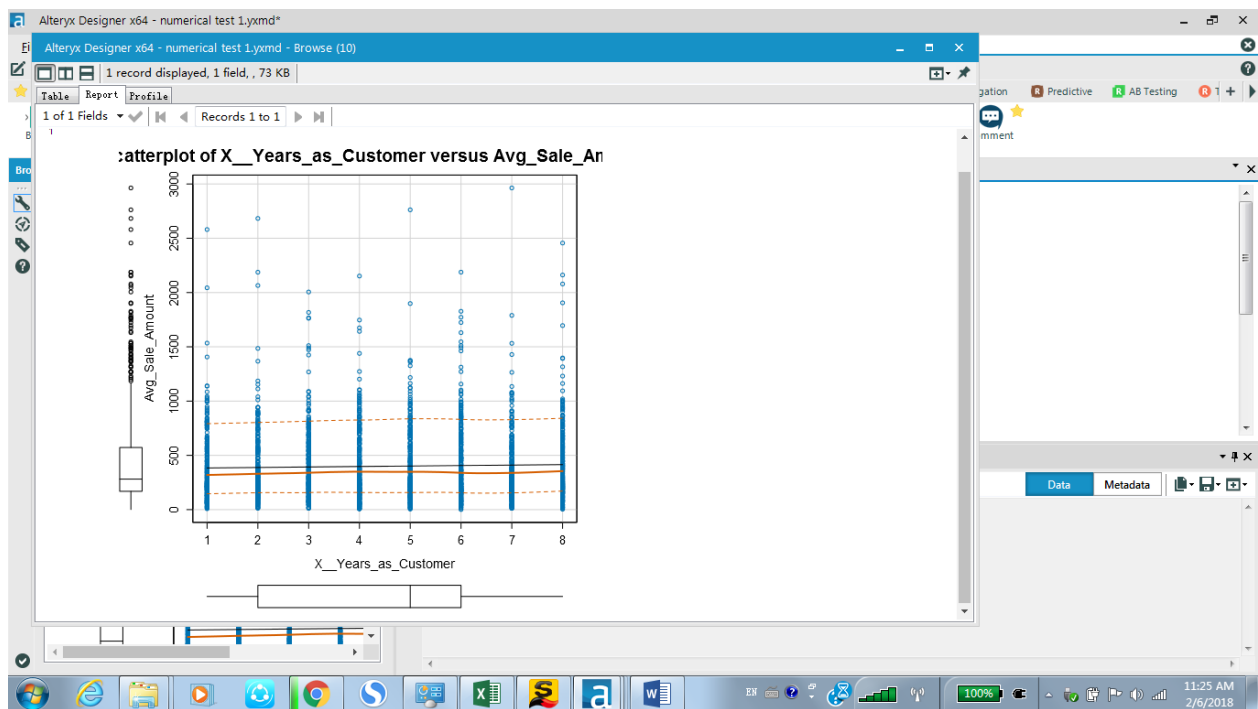 Alteryx Designer x64 - numerical test 1.yxmd*
Alteryx Designer x64 - numerical test 1.yxmd - Browse (10)
1 record displayed, 1 field, , 73 KB
Table Report Profile
gation Predictive AB Testing
1 of 1 Fields Records 1 to 1
mment
1
catterplot of X__Years_as_Customer versus Avg_Sale_An
Bro
3000
2500
2000
1500
1000
500
0
Avg_Sale_Amount
1 2 3 4 5 6 7 8
X__Years_as_Customer
Data Metadata
EN 100% 11:25 AM
2/6/2018